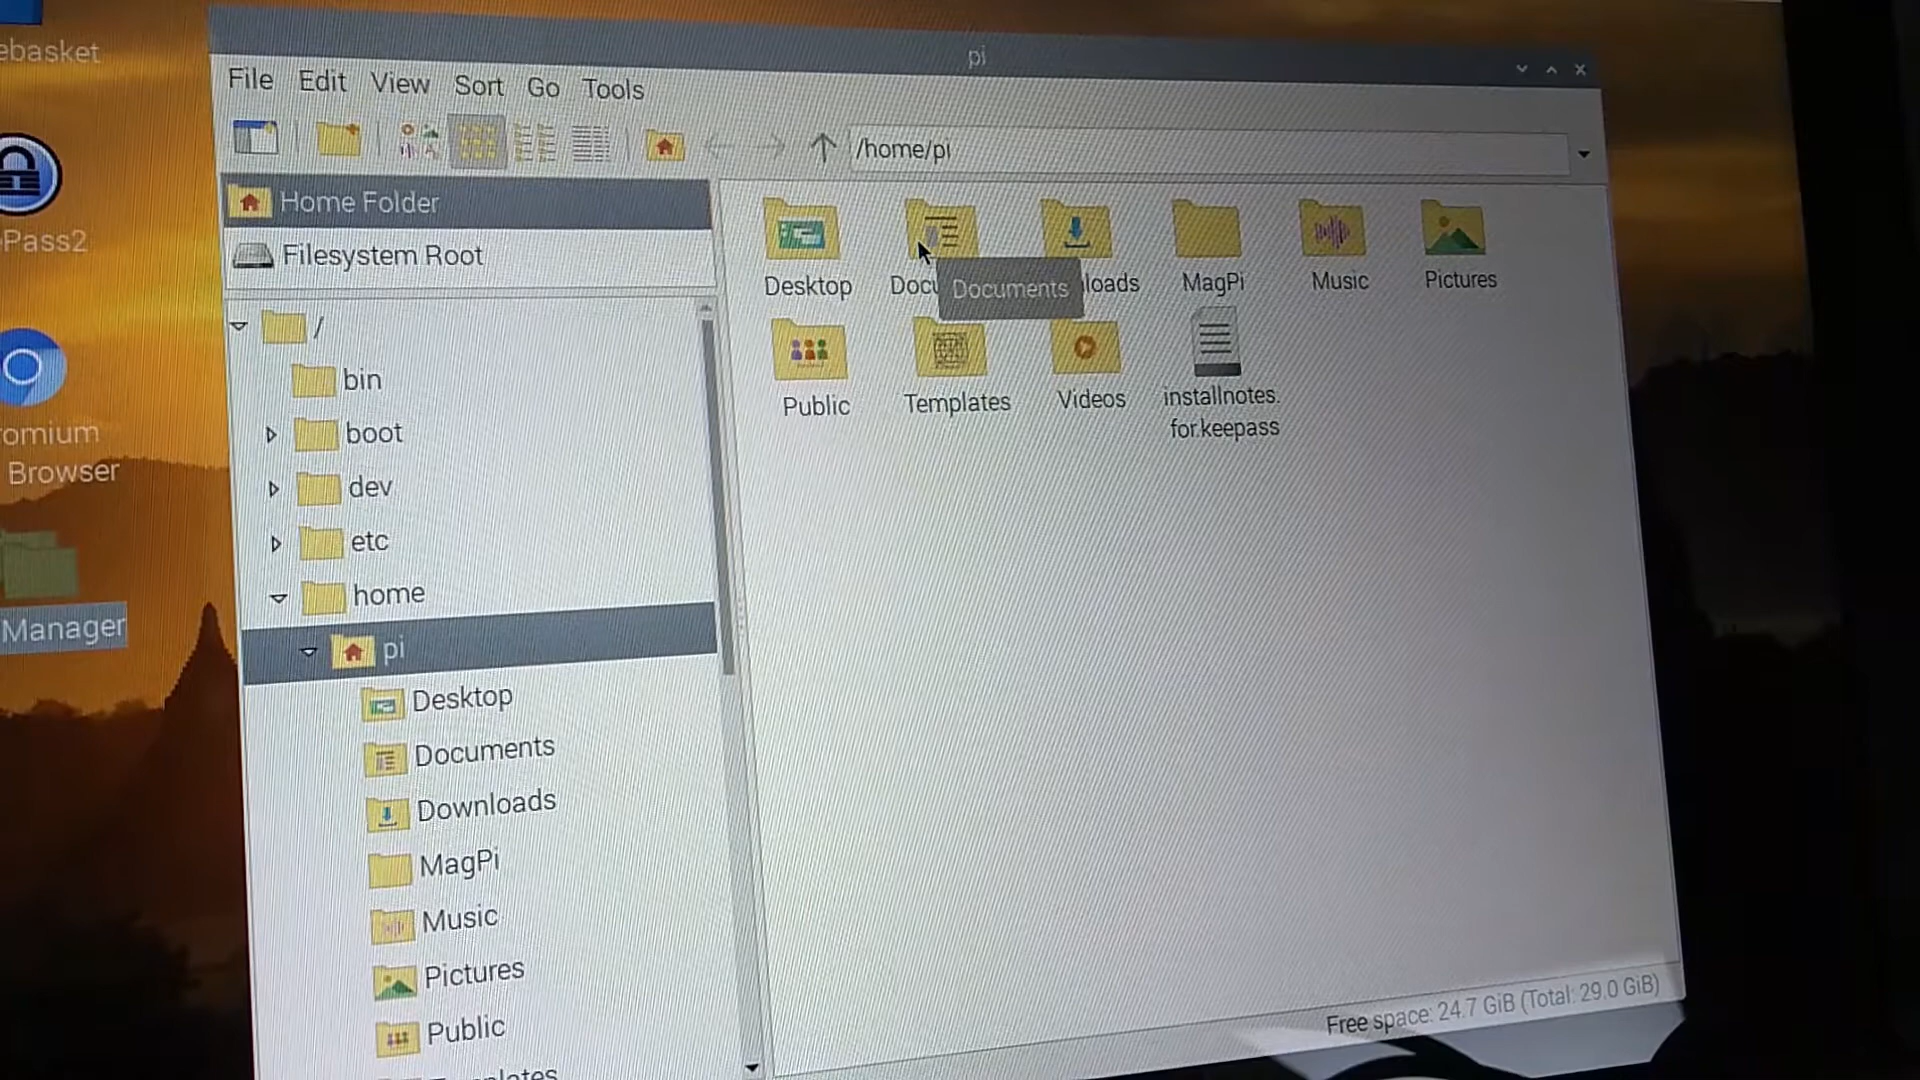 ebasket
Pass2
omium
Browser
Manager
pi
File Edit View Sort Go Tools
/home/pi
Home Folder
Filesystem Root
/
bin
boot
dev
etc
home
pi
Desktop
Documents
Downloads
MagPi
Music
Pictures
Public
Desktop
Docu
Documents
loads
MagPi
Music
Pictures
Public
Templates
Videos
installnotes.
for.keepass
Free space: 24.7 GiB (Total: 29.0 GiB)